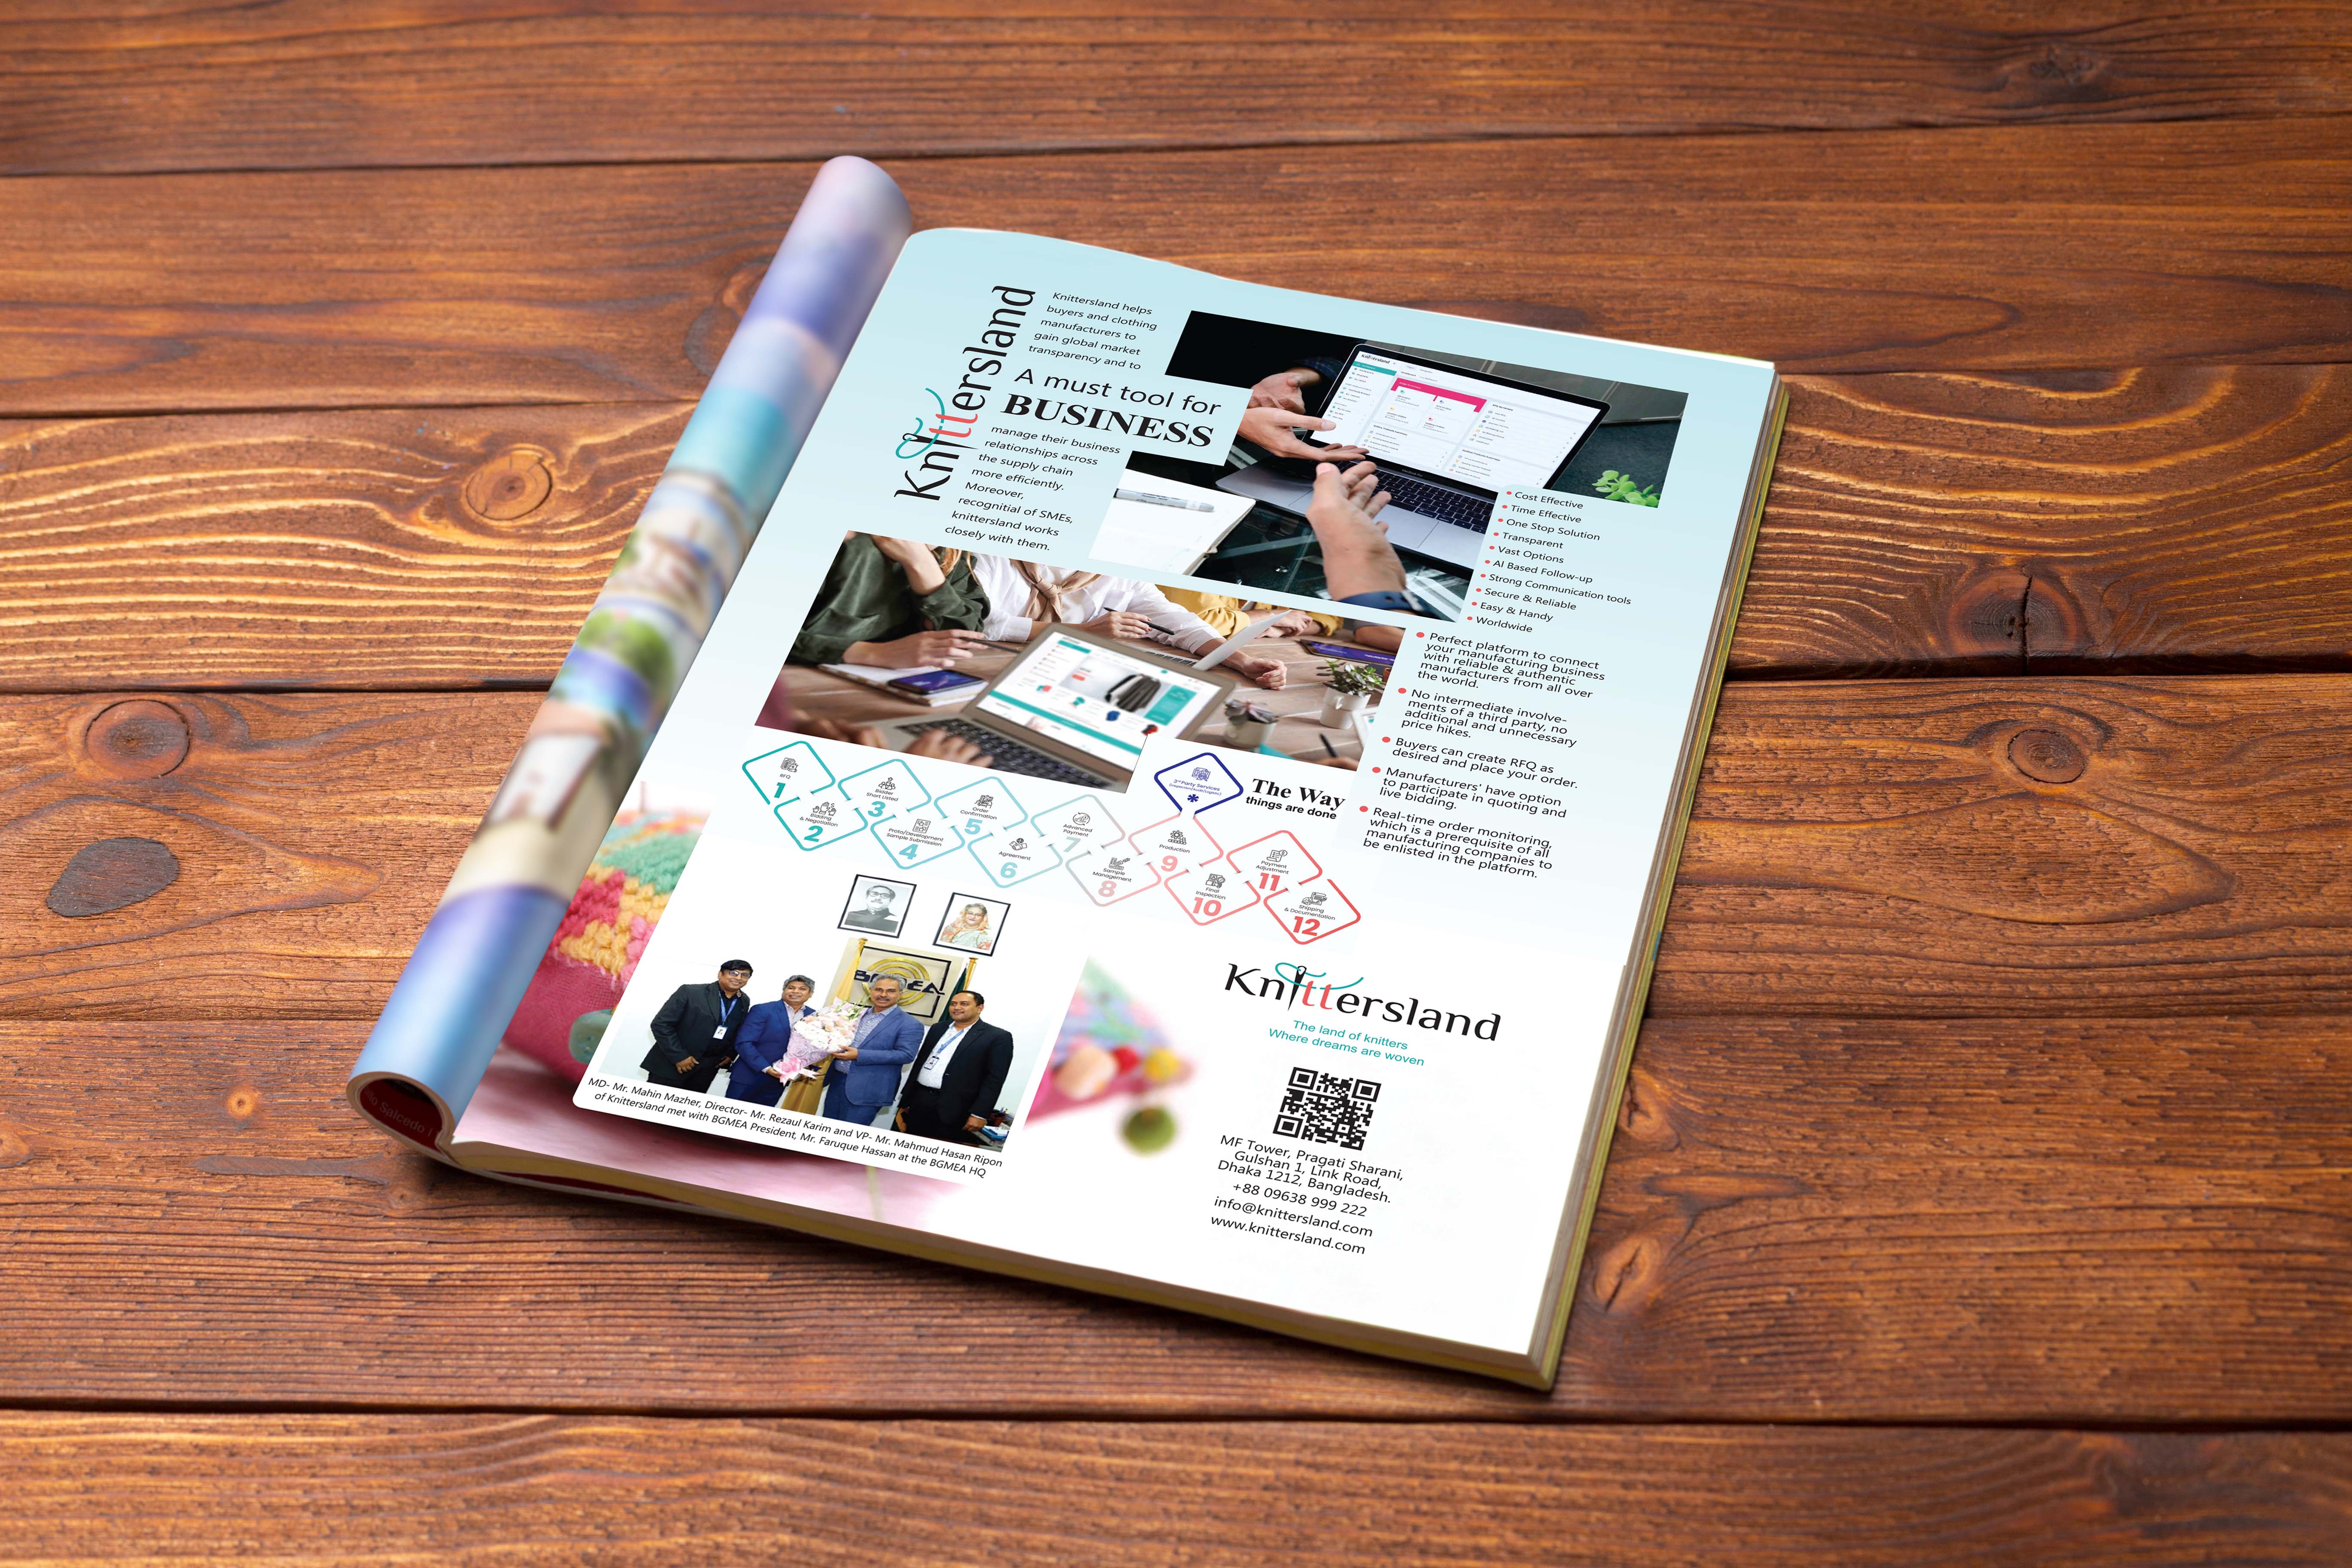 Knittersland
Knittersland helps
buyers and clothing
manufacturers to
gain global market
transparency and to
A must tool for
BUSINESS
manage their business
relationships across
the supply chain
more efficiently.
Moreover,
recognitial of SMEs,
knittersland works
closely with them.
Knittersland
Cost Effective
Time Effective
One Stop Solution
Transparent
Vast Options
AI Based Follow-up
Strong Communication tools
Secure & Reliable
Easy & Handy
Worldwide
Perfect platform to connect
your manufacturing business
with reliable & authentic
manufacturers from all over
the world.
No intermediate involve-
ments of a third party, no
additional and unnecessary
price hikes.
Buyers can create RFQ as
desired and place your order.
Manufacturers' have option
to participate in quoting and
live bidding.
Real-time order monitoring,
which is a prerequisite of all
manufacturing companies to
be enlisted in the platform.
The Way
things are done
RFQ
1
Bidding
& Negotiation
2
Bidder
Short Listed
3
Proto/Development
Sample Submission
4
Order
Confirmation
5
Agreement
6
Advanced
Payment
7
Sample
Management
8
3rd Party Services
*
Production
9
Final
Inspection
10
Payment
Adjustment
11
Shipping
& Documentation
12
BGMEA
MD- Mr. Mahin Mazher, Director- Mr. Rezaul Karim and VP- Mr. Mahmud Hasan Ripon
of Knittersland met with BGMEA President, Mr. Faruque Hassan at the BGMEA HQ
Knittersland
The land of knitters
Where dreams are woven
MF Tower, Pragati Sharani,
Gulshan 1, Link Road,
Dhaka 1212, Bangladesh.
+88 09638 999 222
info@knittersland.com
www.knittersland.com
Salcedo